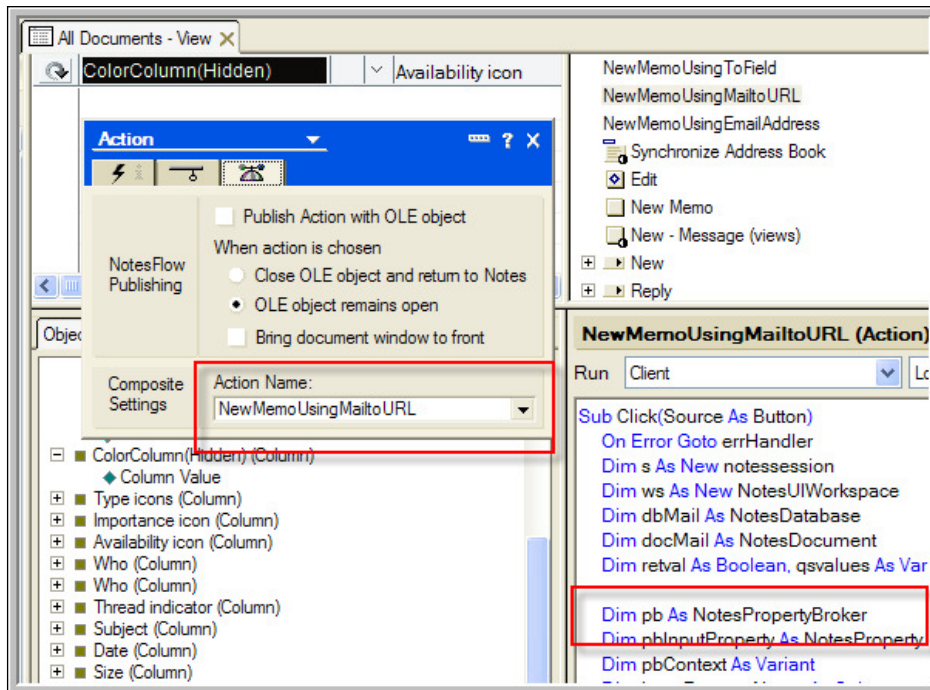 All Documents - View
ColorColumn(Hidden)
Availability icon
NewMemoUsingToField
NewMemoUsingMailtoURL
NewMemoUsingEmailAddress
Synchronize Address Book
Edit
New Memo
New - Message (views)
New
Reply
Action
?
Publish Action with OLE object
When action is chosen
NotesFlow
Publishing
Close OLE object and return to Notes
OLE object remains open
Bring document window to front
Composite
Settings
Action Name:
NewMemoUsingMailtoURL
Objec
ColorColumn(Hidden) (Column)
Column Value
Type icons (Column)
Importance icon (Column)
Availability icon (Column)
Who (Column)
Who (Column)
Thread indicator (Column)
Subject (Column)
Date (Column)
Size (Column)
NewMemoUsingMailtoURL (Action)
Run Client Lo
Sub Click(Source As Button)
On Error Goto errHandler
Dim s As New notessession
Dim ws As New NotesUIWorkspace
Dim dbMail As NotesDatabase
Dim docMail As NotesDocument
Dim retval As Boolean, qsvalues As Var
Dim pb As NotesPropertyBroker
Dim pbInputProperty As NotesProperty
Dim pbContext As Variant